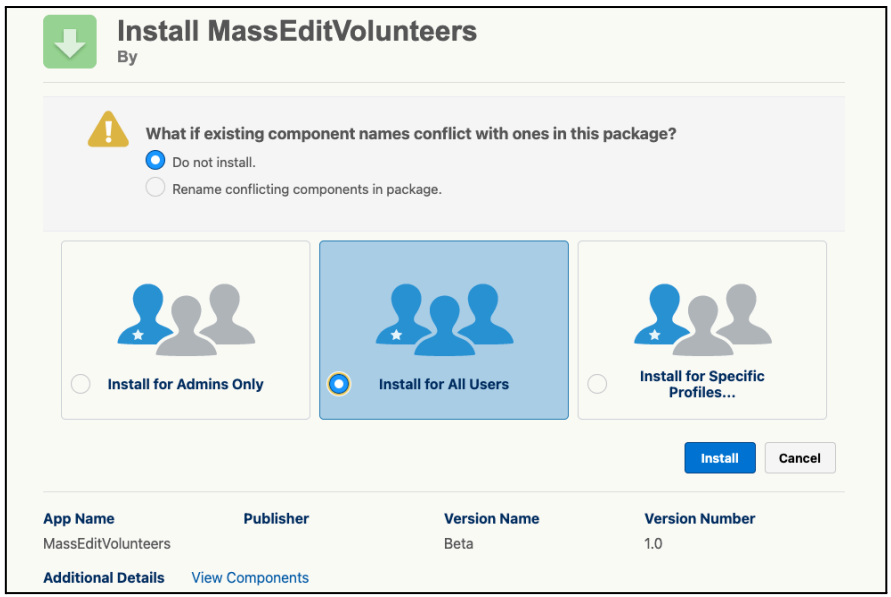 Install MassEditVolunteers
By
What if existing component names conflict with ones in this package?
Do not install.
Rename conflicting components in package.
Install for Admins Only
Install for All Users
Install for Specific
Profiles...
Install Cancel
App Name Publisher Version Name Version Number
MassEditVolunteers Beta 1.0
Additional Details View Components